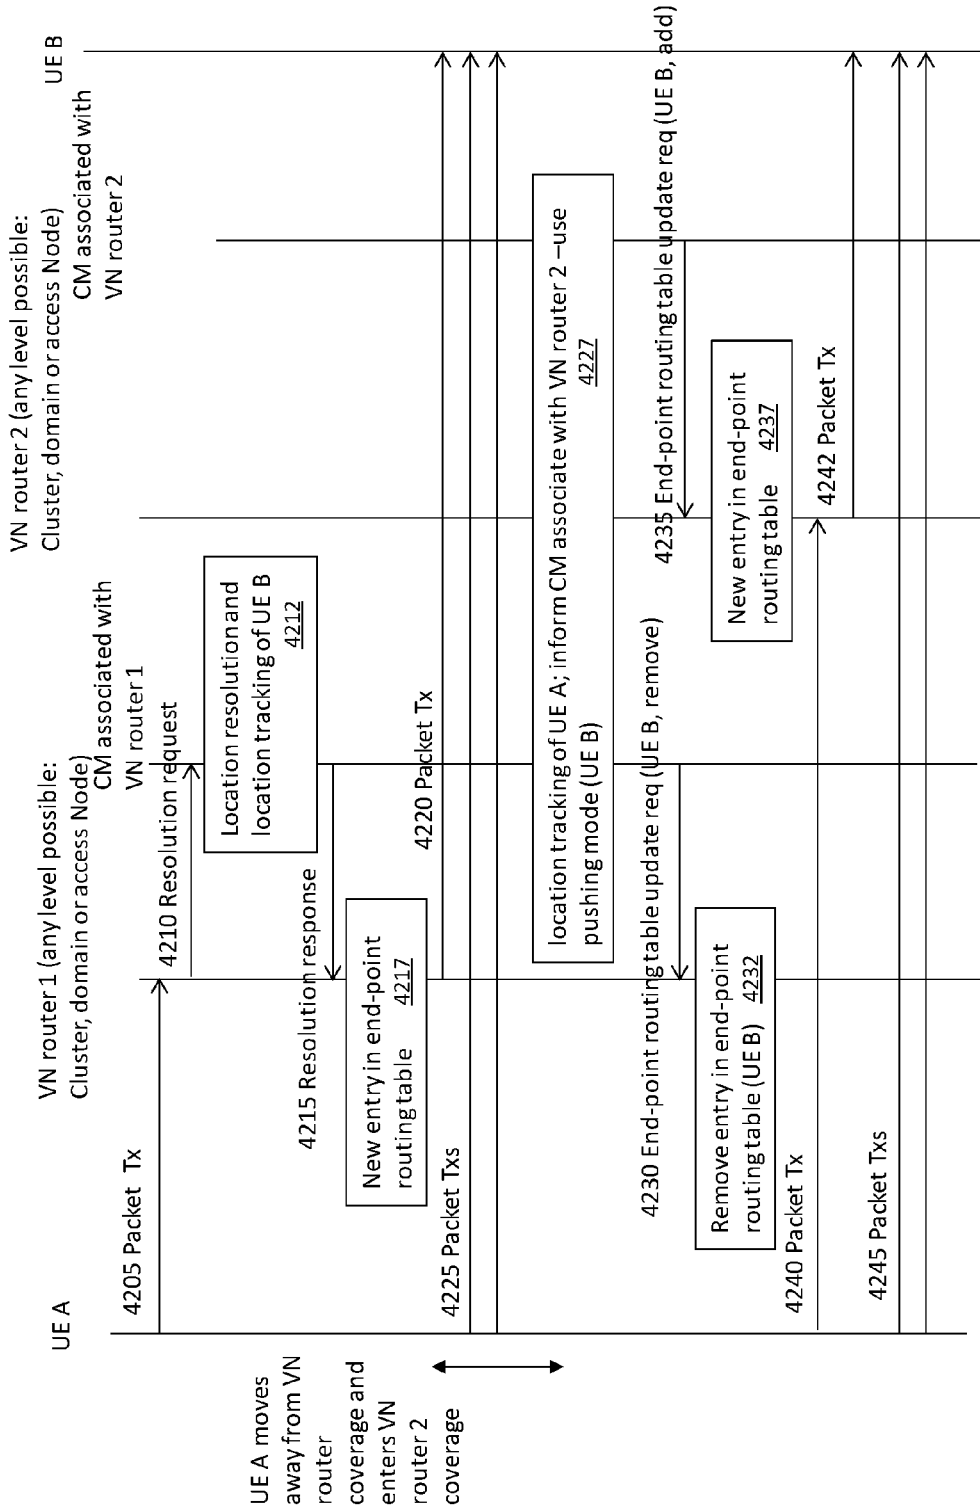 UE A
VN router 1 (any level possible:
Cluster, domain or access Node)
CM associated with
VN router 1
VN router 2 (any level possible:
Cluster, domain or access Node)
CM associated with
VN router 2
UE B
4205 Packet Tx
4210 Resolution request
Location resolution and
location tracking of UE B
4212
4215 Resolution response
New entry in end-point
routing table 4217
4220 Packet Tx
4225 Packet Txs
UE A moves
away from VN
router
coverage and
enters VN
router 2
coverage
location tracking of UE A; inform CM associate with VN router 2 –use
pushing mode (UE B) 4227
4230 End-point routing table update req (UE B, remove)
4235 End-point routing table update req (UE B, add)
Remove entry in end-point
routing table (UE B) 4232
New entry in end-point
routing table 4237
4240 Packet Tx
4242 Packet Tx
4245 Packet Txs